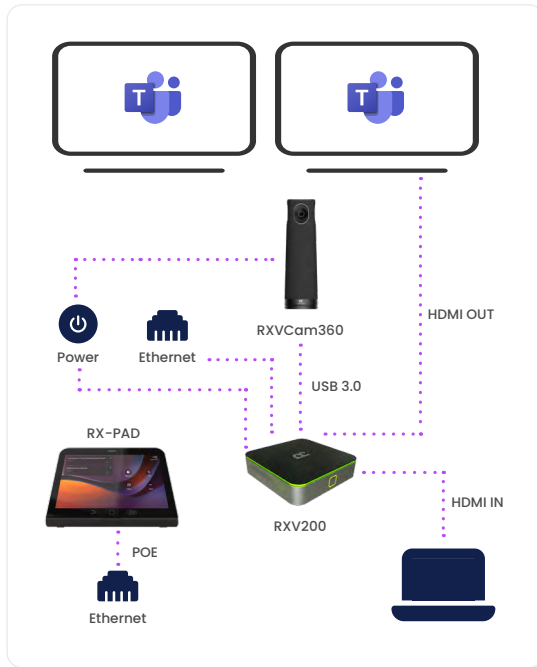 T
T
HDMI OUT
RXVCam360
Power
Ethernet
USB 3.0
RX-PAD
HDMI IN
RXV200
POE
Ethernet